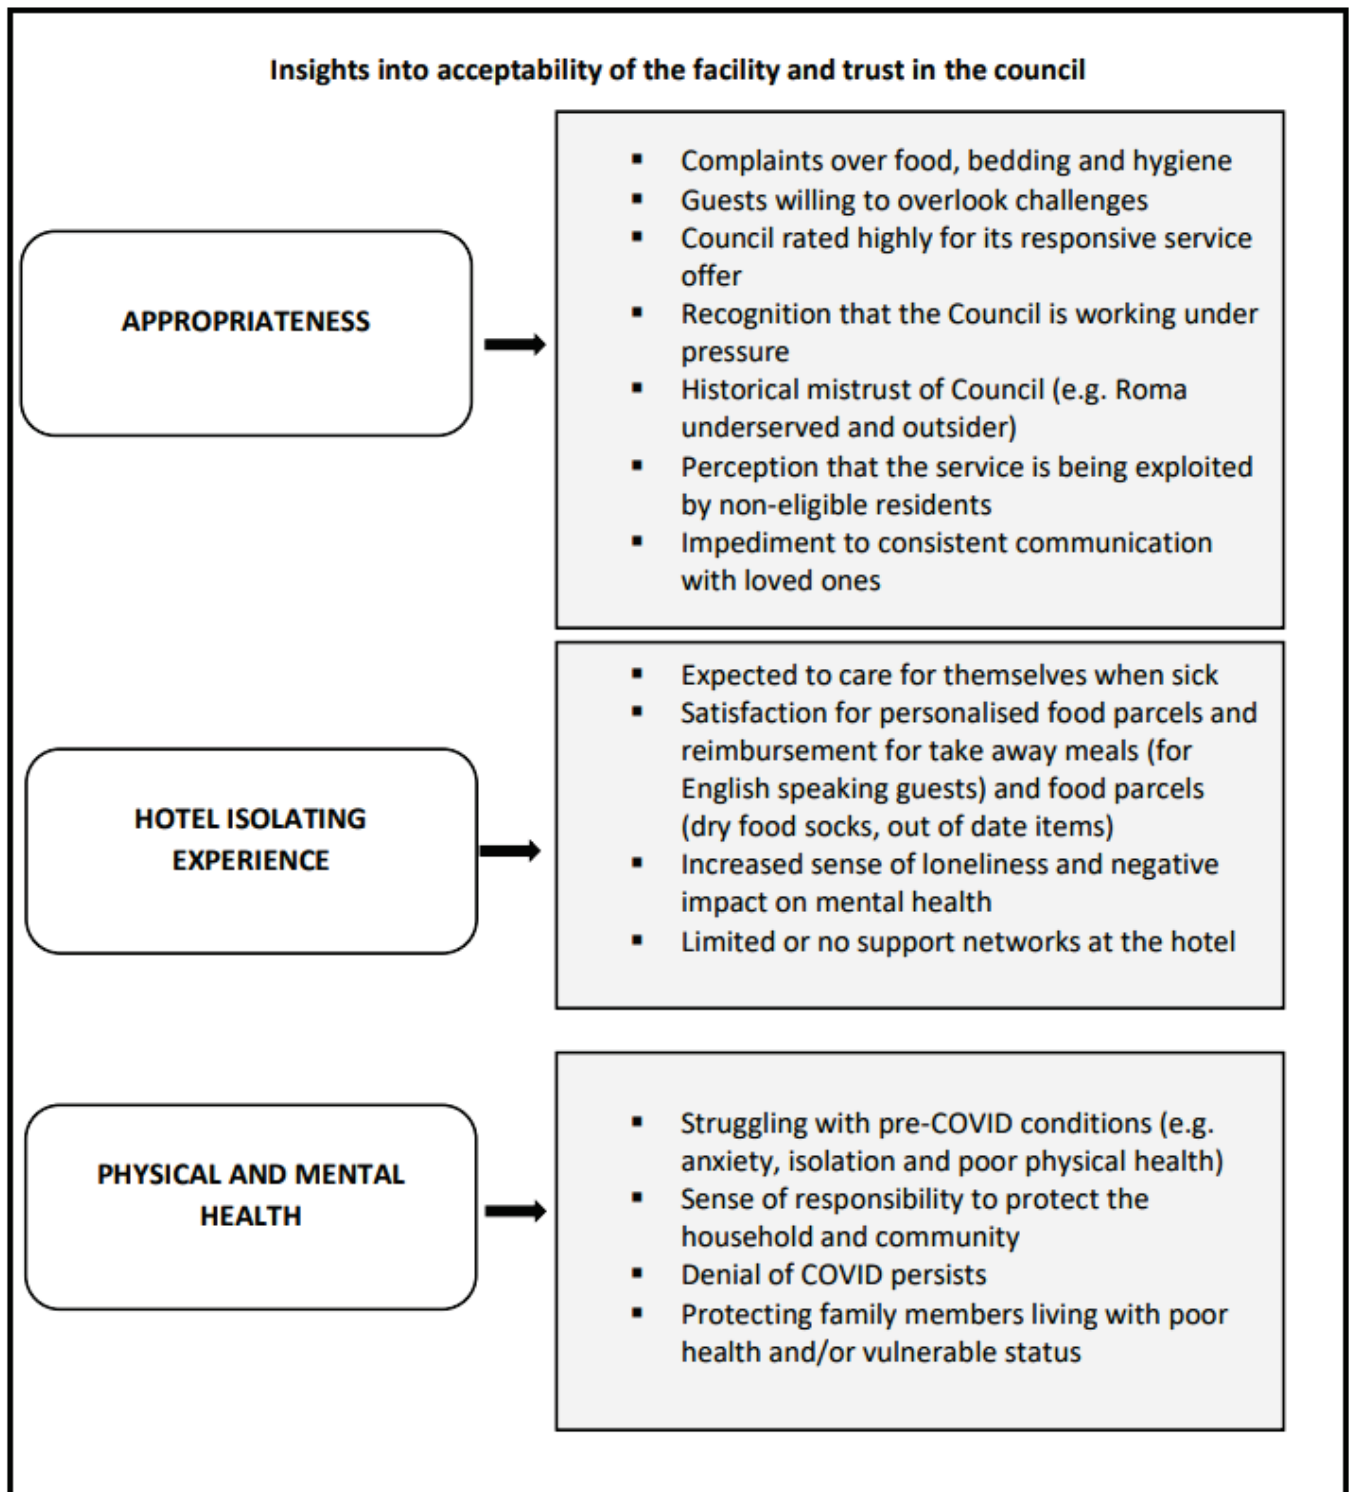 Insights into acceptability of the facility and trust in the council
APPROPRIATENESS
▪ Complaints over food, bedding and hygiene
▪ Guests willing to overlook challenges
▪ Council rated highly for its responsive service
offer
▪ Recognition that the Council is working under
pressure
▪ Historical mistrust of Council (e.g. Roma
underserved and outsider)
▪ Perception that the service is being exploited
by non-eligible residents
▪ Impediment to consistent communication
with loved ones
HOTEL ISOLATING
EXPERIENCE
▪ Expected to care for themselves when sick
▪ Satisfaction for personalised food parcels and
reimbursement for take away meals (for
English speaking guests) and food parcels
(dry food socks, out of date items)
▪ Increased sense of loneliness and negative
impact on mental health
▪ Limited or no support networks at the hotel
PHYSICAL AND MENTAL
HEALTH
▪ Struggling with pre-COVID conditions (e.g.
anxiety, isolation and poor physical health)
▪ Sense of responsibility to protect the
household and community
▪ Denial of COVID persists
▪ Protecting family members living with poor
health and/or vulnerable status